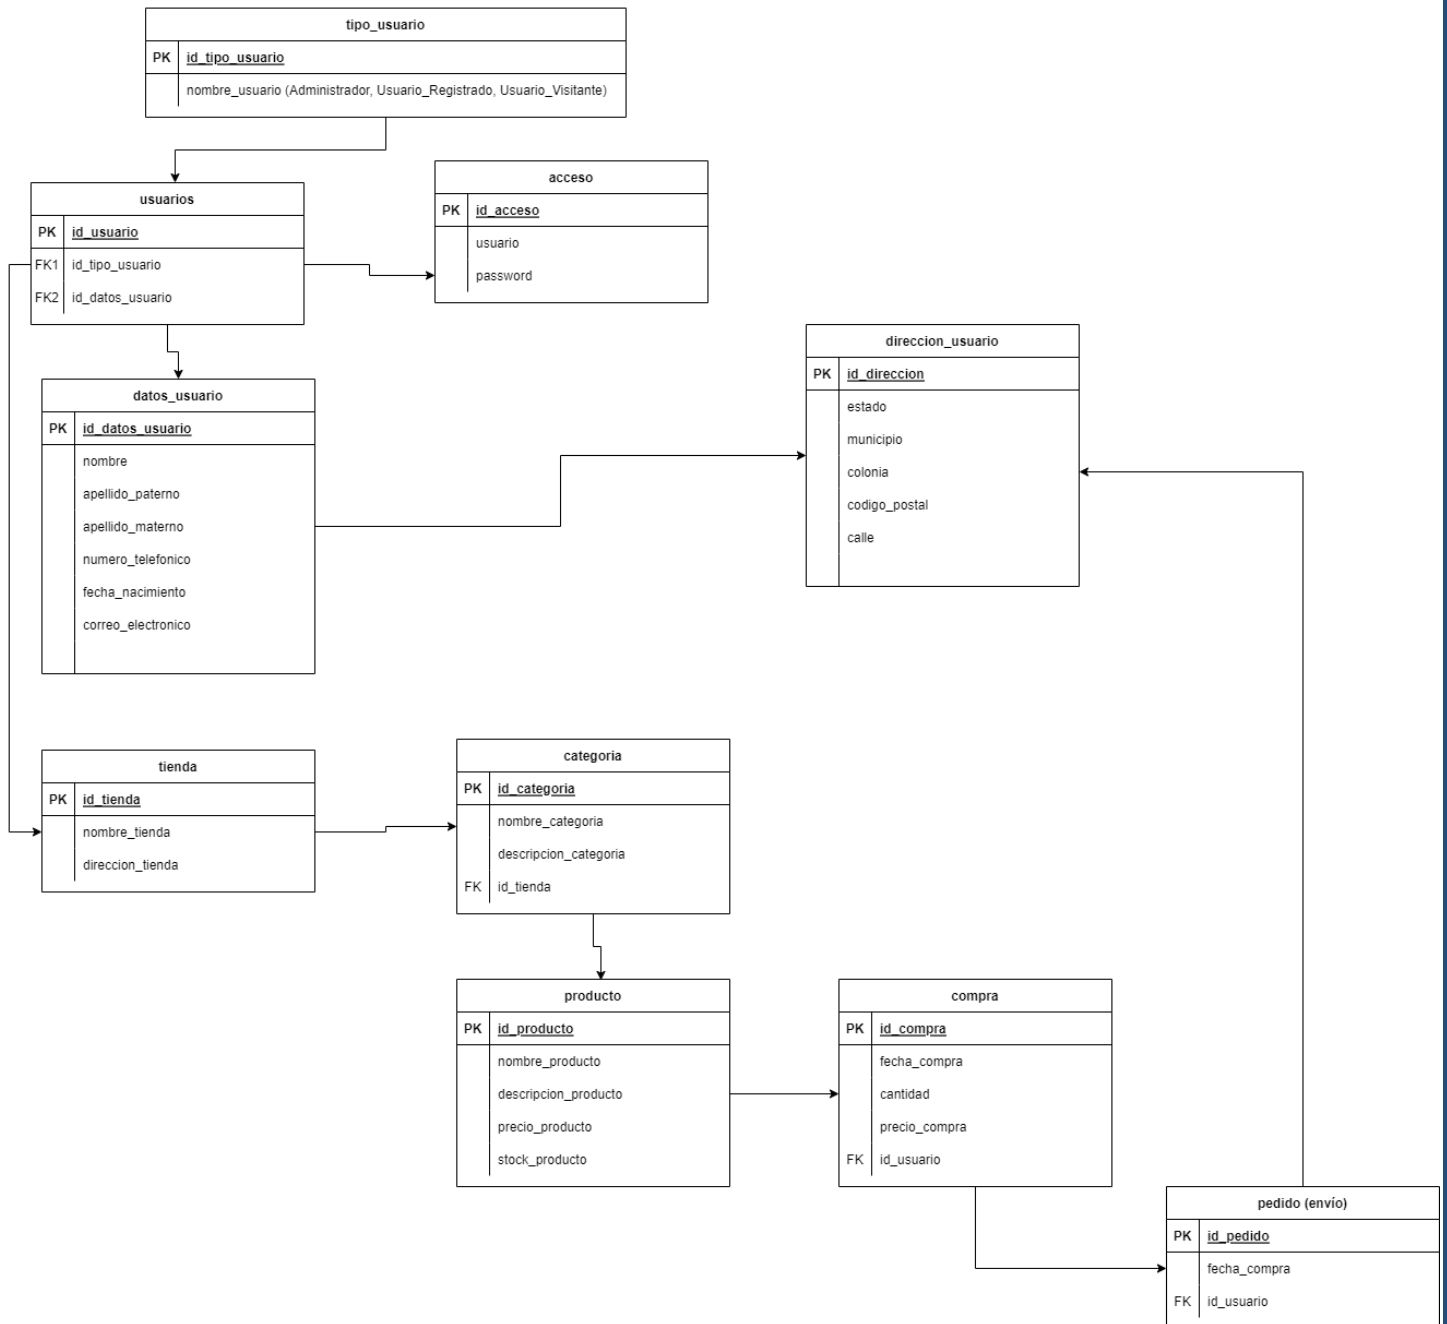 tipo_usuario
PK id_tipo_usuario
nombre_usuario (Administrador, Usuario_Registrado, Usuario_Visitante)
usuarios
PK id_usuario
FK1 id_tipo_usuario
FK2 id_datos_usuario
acceso
PK id_acceso
usuario
password
datos_usuario
PK id_datos_usuario
nombre
apellido_paterno
apellido_materno
numero_telefonico
fecha_nacimiento
correo_electronico
direccion_usuario
PK id_direccion
estado
municipio
colonia
codigo_postal
calle
tienda
PK id_tienda
nombre_tienda
direccion_tienda
categoria
PK id_categoria
nombre_categoria
descripcion_categoria
FK id_tienda
producto
PK id_producto
nombre_producto
descripcion_producto
precio_producto
stock_producto
compra
PK id_compra
fecha_compra
cantidad
precio_compra
FK id_usuario
pedido (envío)
PK id_pedido
fecha_compra
FK id_usuario